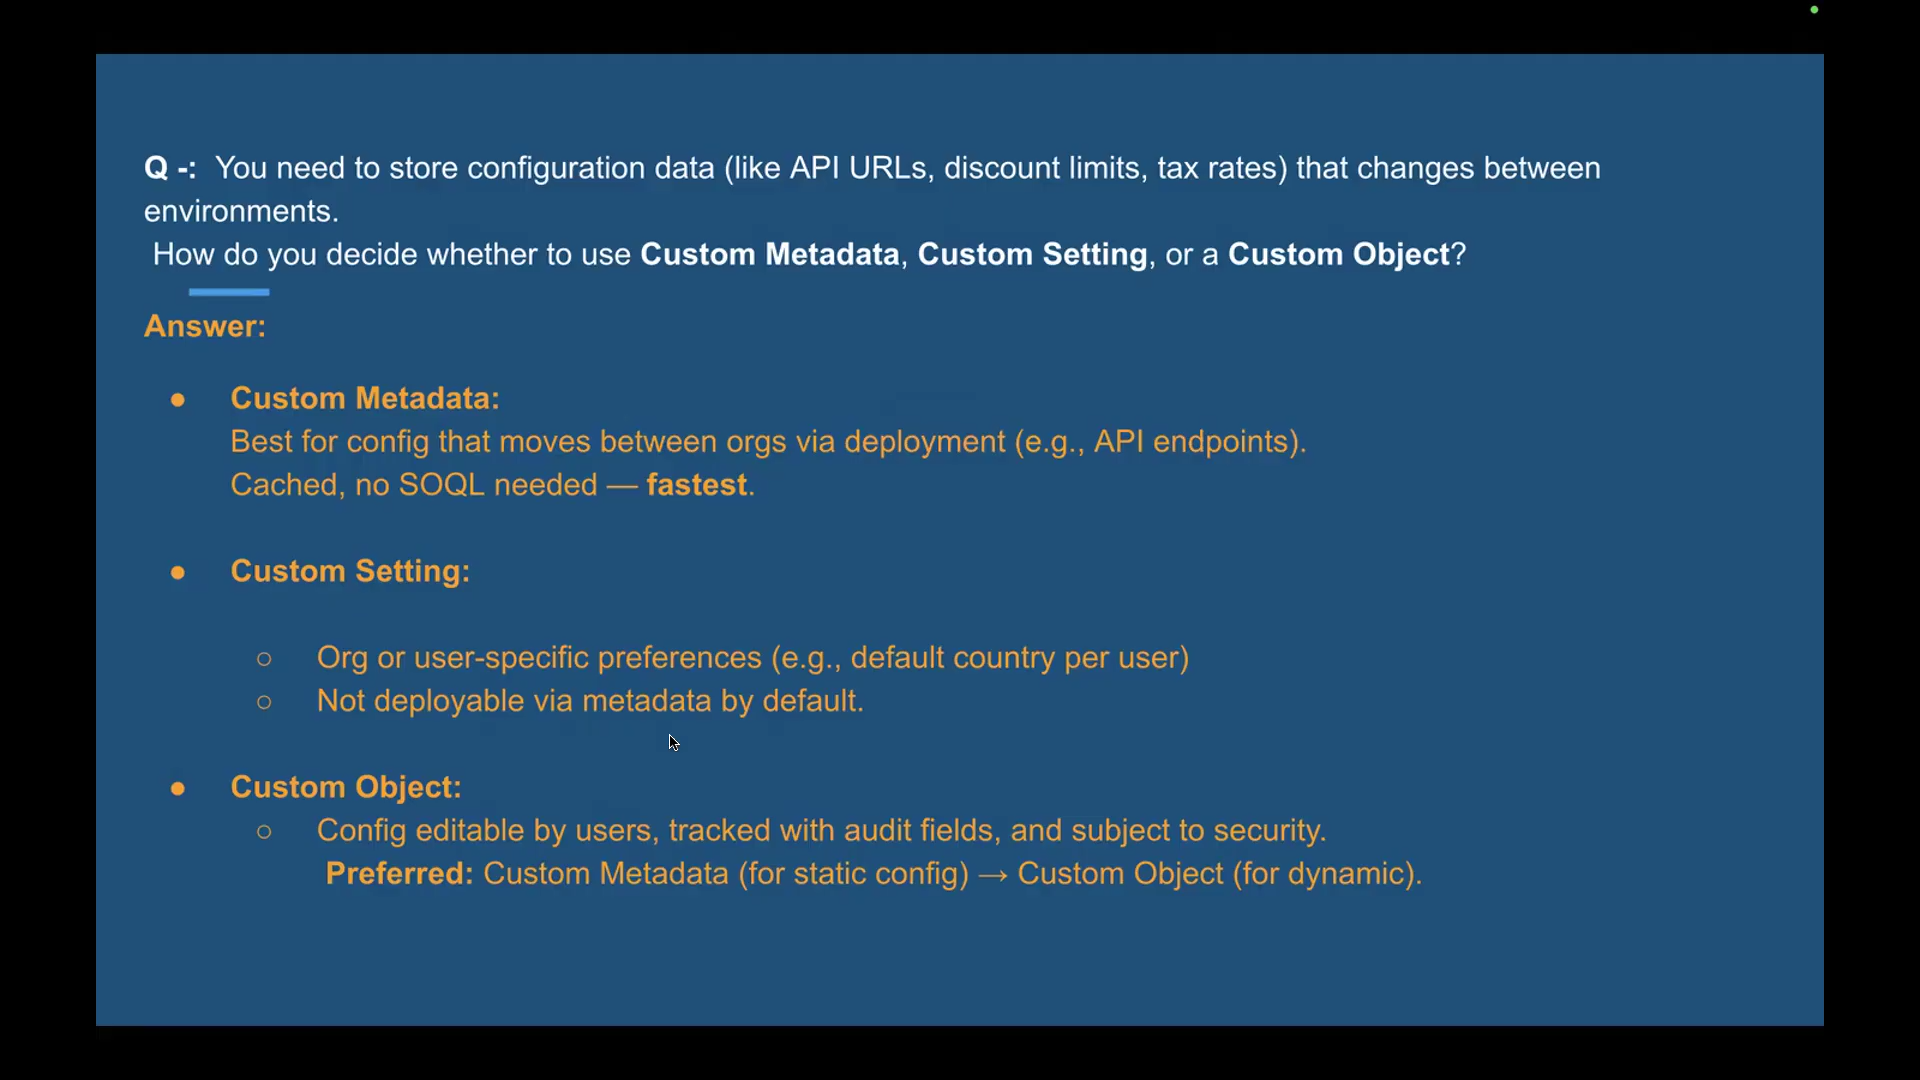 Q -: You need to store configuration data (like API URLs, discount limits, tax rates) that changes between
environments.
How do you decide whether to use Custom Metadata, Custom Setting, or a Custom Object?
Answer:
● Custom Metadata:
Best for config that moves between orgs via deployment (e.g., API endpoints).
Cached, no SOQL needed — fastest.
● Custom Setting:
○ Org or user-specific preferences (e.g., default country per user)
○ Not deployable via metadata by default.
● Custom Object:
○ Config editable by users, tracked with audit fields, and subject to security.
Preferred: Custom Metadata (for static config) → Custom Object (for dynamic).